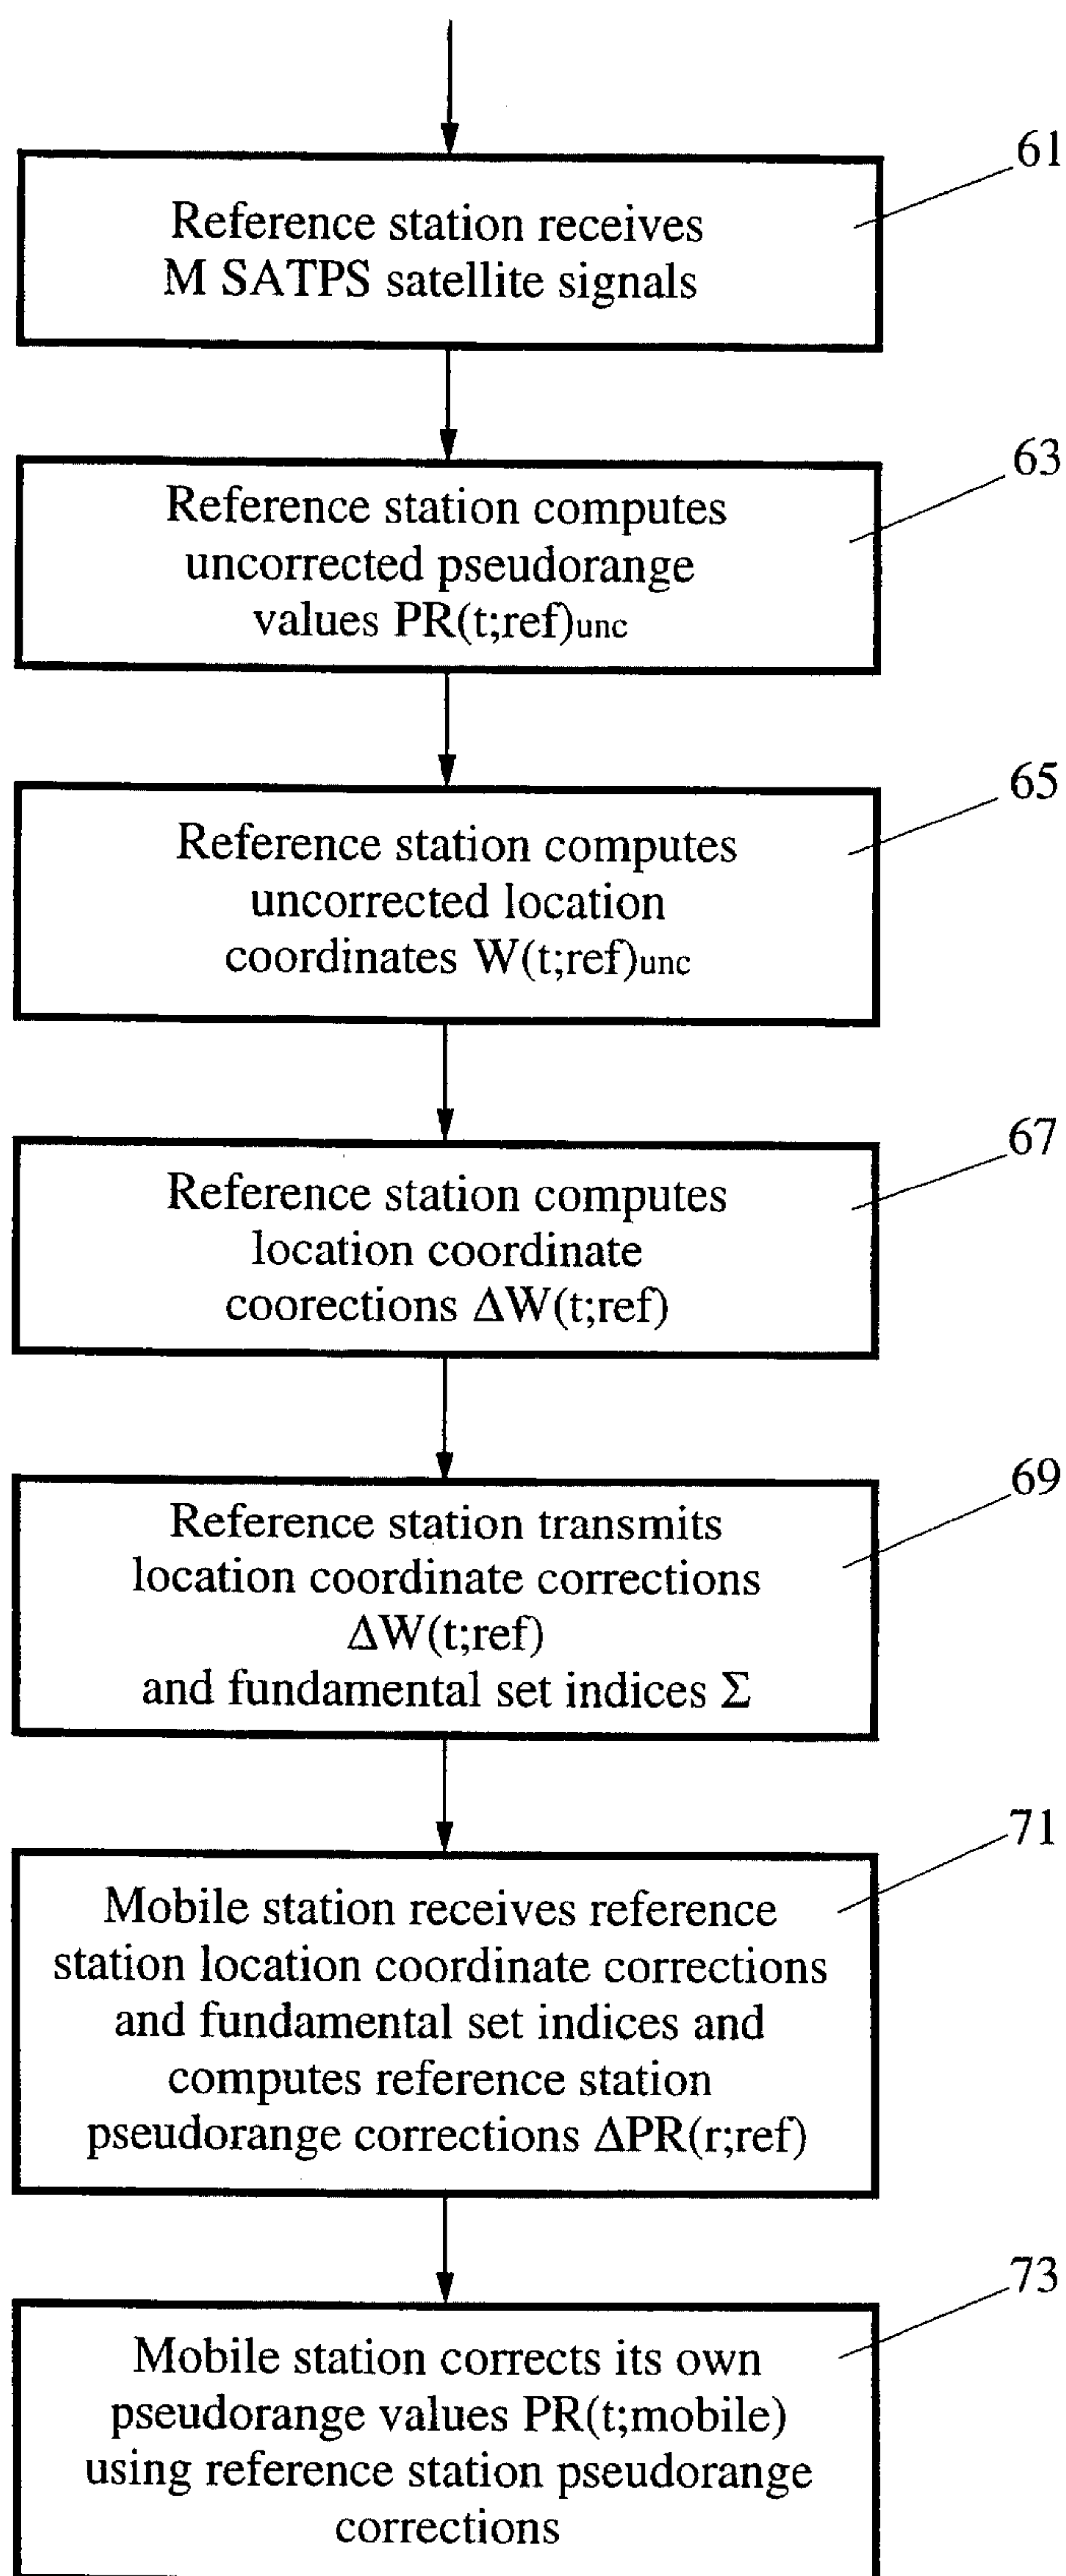 61
Reference station receives
M SATPS satellite signals
63
Reference station computes
uncorrected pseudorange
values PR(t;ref)unc
65
Reference station computes
uncorrected location
coordinates W(t;ref)unc
67
Reference station computes
location coordinate
coorections ΔW(t;ref)
69
Reference station transmits
location coordinate corrections
ΔW(t;ref)
and fundamental set indices Σ
71
Mobile station receives reference
station location coordinate corrections
and fundamental set indices and
computes reference station
pseudorange corrections ΔPR(r;ref)
73
Mobile station corrects its own
pseudorange values PR(t;mobile)
using reference station pseudorange
corrections